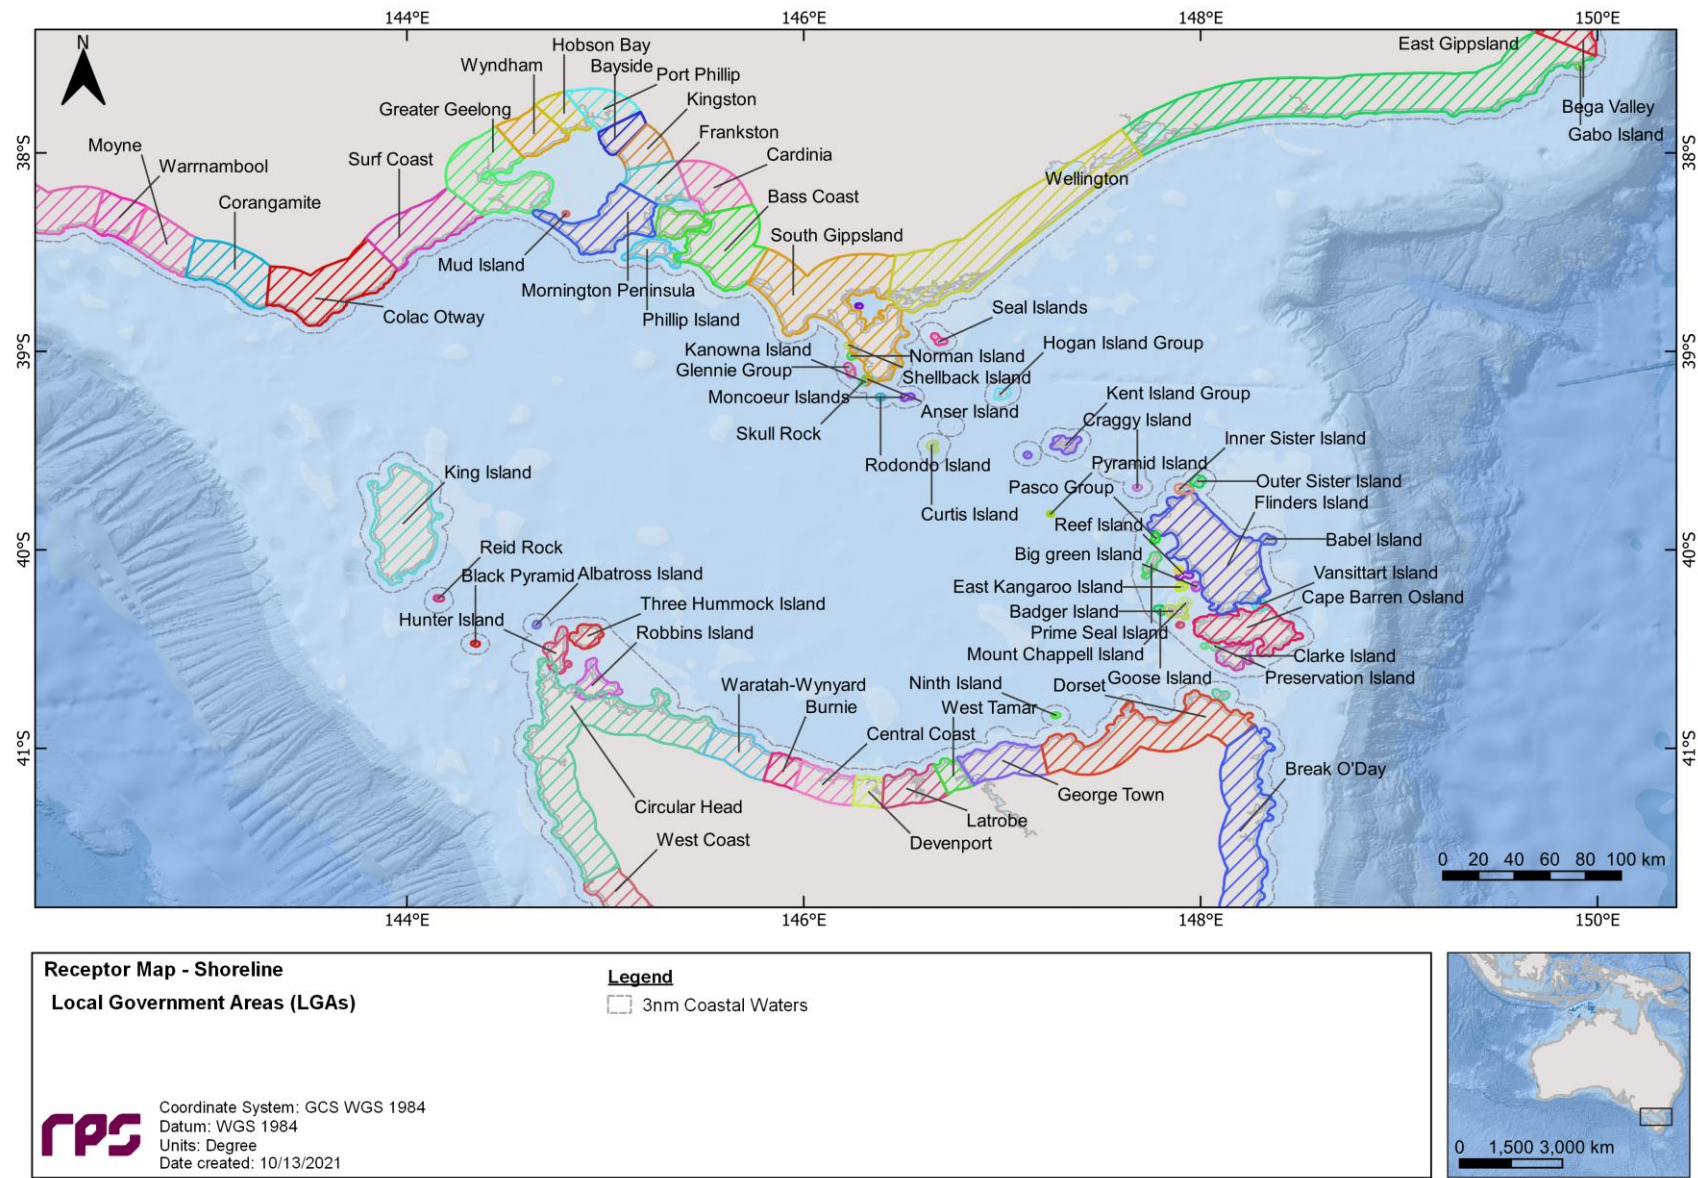 144°E
146°E
148°E
150°E
N
Hobson Bay
Bayside
Wyndham
Port Phillip
Kingston
Greater Geelong
Frankston
East Gippsland
Bega Valley
Gabo Island
38°S
38°S
Moyne
Warrnambool
Surf Coast
Cardinia
Corangamite
Bass Coast
Wellington
South Gippsland
Mud Island
Mornington Peninsula
Colac Otway
Phillip Island
Seal Islands
39°S
39°S
Kanowna Island
Norman Island
Hogan Island Group
Glennie Group
Shellback Island
Moncoeur Islands
Anser Island
Kent Island Group
Craggy Island
Skull Rock
Inner Sister Island
Rodondo Island
Pyramid Island
King Island
Outer Sister Island
Pasco Group
Flinders Island
Curtis Island
Reef Island
40°S
40°S
Reid Rock
Big green Island
Babel Island
Black Pyramid
Albatross Island
East Kangaroo Island
Vansittart Island
Three Hummock Island
Badger Island
Cape Barren Osland
Hunter Island
Robbins Island
Prime Seal Island
Mount Chappell Island
Clarke Island
Goose Island
Preservation Island
Waratah-Wynyard
Ninth Island
Dorset
Burnie
West Tamar
Central Coast
41°S
41°S
Break O'Day
Circular Head
George Town
Latrobe
West Coast
Devenport
0 20 40 60 80 100 km
144°E
146°E
148°E
150°E
Receptor Map - Shoreline
Local Government Areas (LGAs)
Legend
3nm Coastal Waters
rps
Coordinate System: GCS WGS 1984
Datum: WGS 1984
Units: Degree
Date created: 10/13/2021
0 1,500 3,000 km